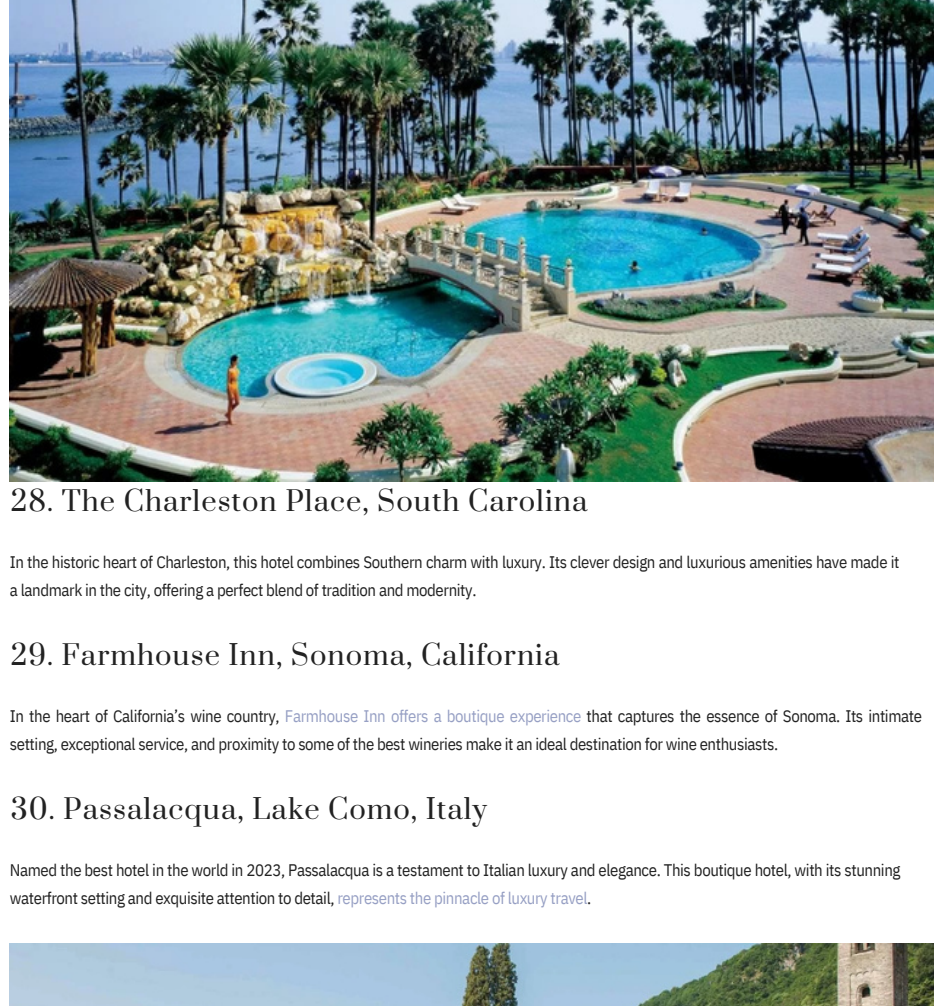 28. The Charleston Place, South Carolina
In the historic heart of Charleston, this hotel combines Southern charm with luxury. Its clever design and luxurious amenities have made it
a landmark in the city, offering a perfect blend of tradition and modernity.
29. Farmhouse Inn, Sonoma, California
In the heart of California's wine country, Farmhouse Inn offers a boutique experience that captures the essence of Sonoma. Its intimate
setting, exceptional service, and proximity to some of the best wineries make it an ideal destination for wine enthusiasts.
30. Passalacqua, Lake Como, Italy
Named the best hotel in the world in 2023, Passalacqua is a testament to Italian luxury and elegance. This boutique hotel, with its stunning
waterfront setting and exquisite attention to detail, represents the pinnacle of luxury travel.